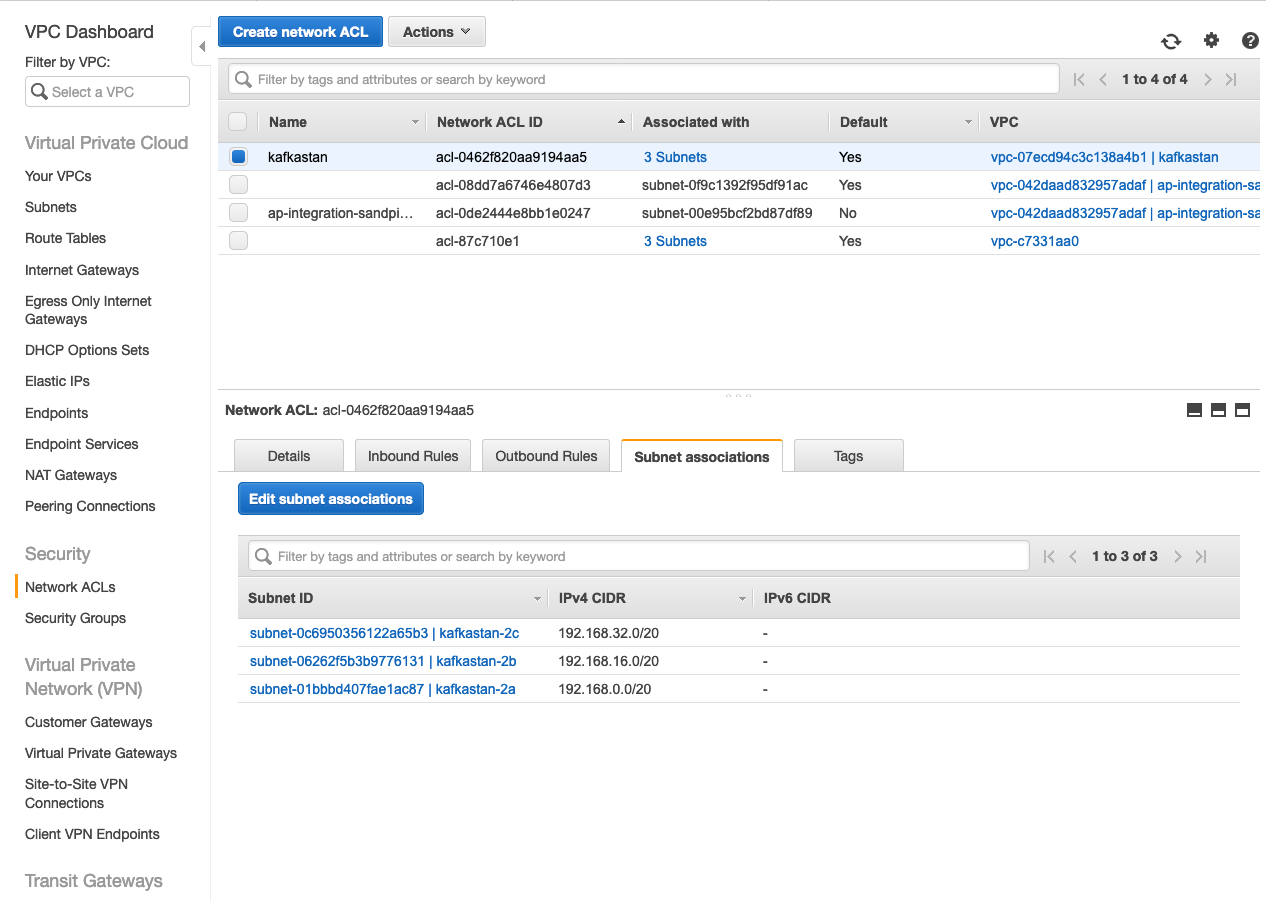 VPC Dashboard
Filter by VPC:
Select a VPC
Virtual Private Cloud
Your VPCs
Subnets
Route Tables
Internet Gateways
Egress Only Internet
Gateways
DHCP Options Sets
Elastic IPs
Endpoints
Endpoint Services
NAT Gateways
Peering Connections
Security
Network ACLs
Security Groups
Virtual Private
Network (VPN)
Customer Gateways
Virtual Private Gateways
Site-to-Site VPN
Connections
Client VPN Endpoints
Transit Gateways
Create network ACL Actions
Filter by tags and attributes or search by keyword 1 to 4 of 4
Name Network ACL ID Associated with Default VPC
kafkastan acl-0462f820aa9194aa5 3 Subnets Yes vpc-07ecd94c3c138a4b1 | kafkastan
acl-08dd7a6746e4807d3 subnet-0f9c1392f95df91ac Yes vpc-042daad832957adaf | ap-integration-sa
ap-integration-sandpi... acl-0de2444e8bb1e0247 subnet-00e95bcf2bd87df89 No vpc-042daad832957adaf | ap-integration-sa
acl-87c710e1 3 Subnets Yes vpc-c7331aa0
Network ACL: acl-0462f820aa9194aa5
Details Inbound Rules Outbound Rules Subnet associations Tags
Edit subnet associations
Filter by tags and attributes or search by keyword 1 to 3 of 3
Subnet ID IPv4 CIDR IPv6 CIDR
subnet-0c6950356122a65b3 | kafkastan-2c 192.168.32.0/20 -
subnet-06262f5b3b9776131 | kafkastan-2b 192.168.16.0/20 -
subnet-01bbbd407fae1ac87 | kafkastan-2a 192.168.0.0/20 -